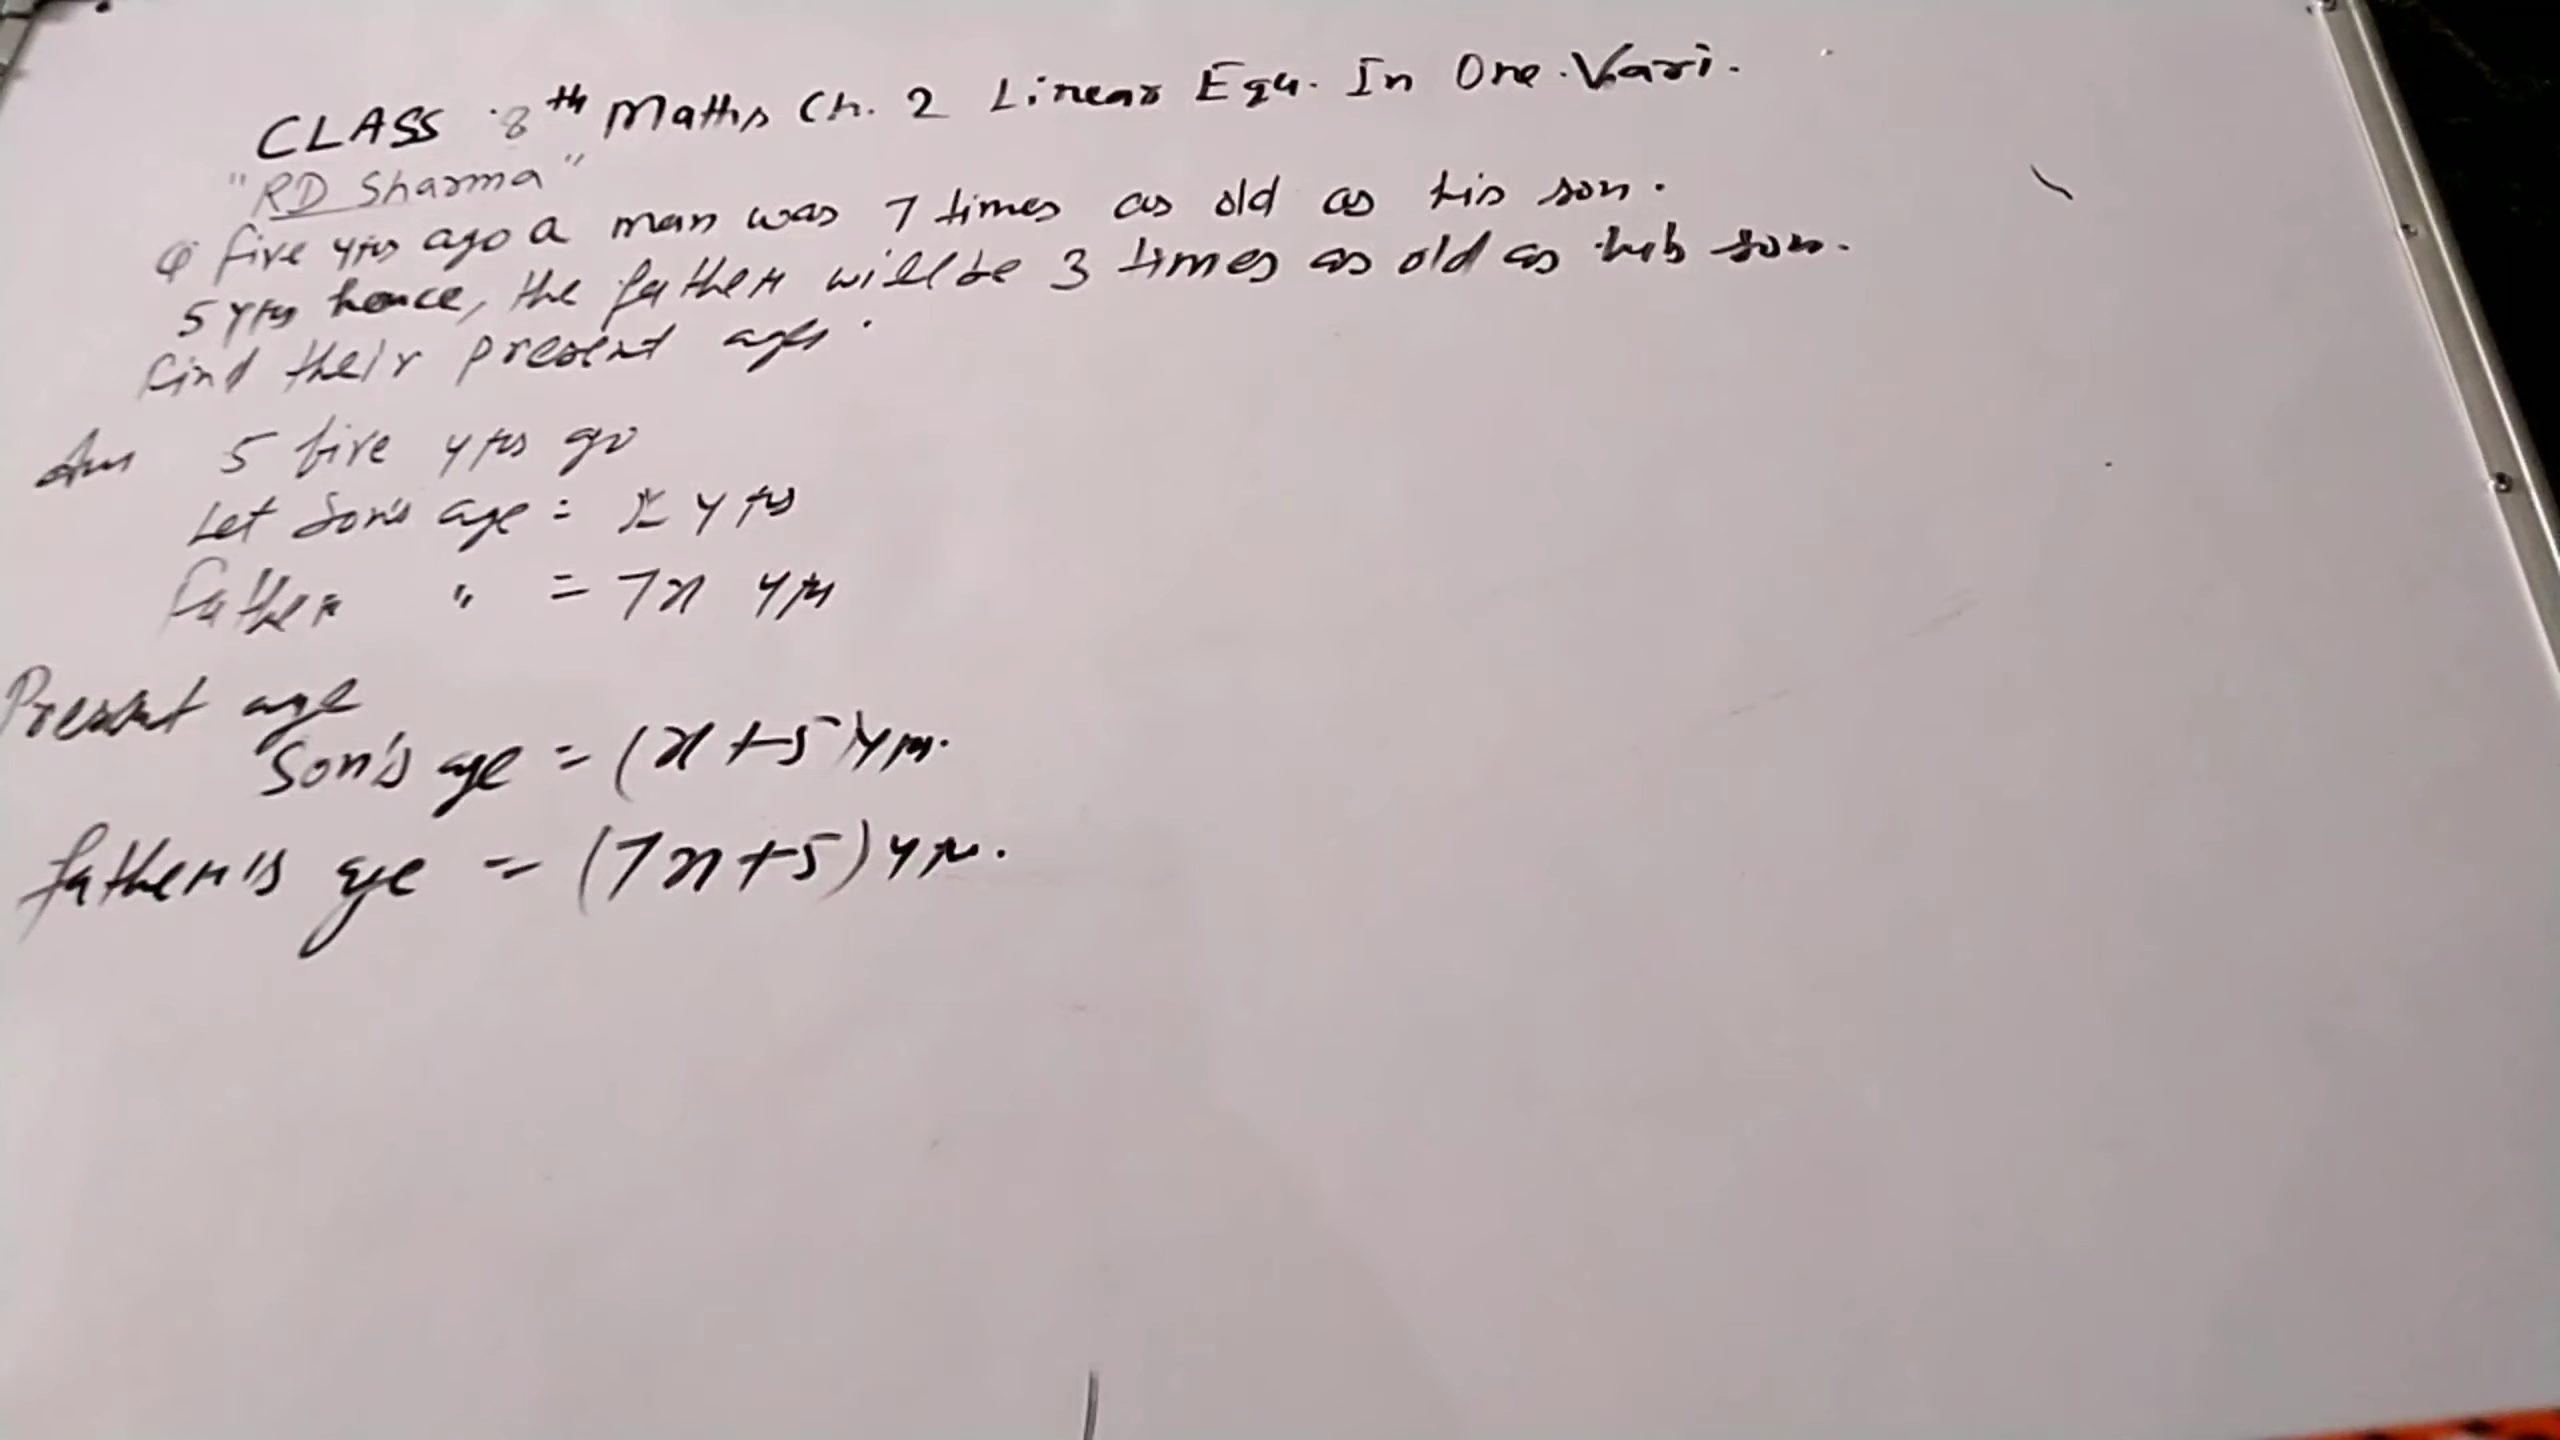 CLASS 8th Maths Ch. 2 Linear Equ. In One Vari.
"RD Sharma"
Q five yrs ago a man was 7 times as old as his son.
5 yrs hence, the father will be 3 times as old as his son.
find their present ages.
Ans 5 five yrs go
Let Son's age = x yrs
Father " = 7x yrs
Present age
Son's age = (x+5) yrs.
father's age = (7x+5) yrs.